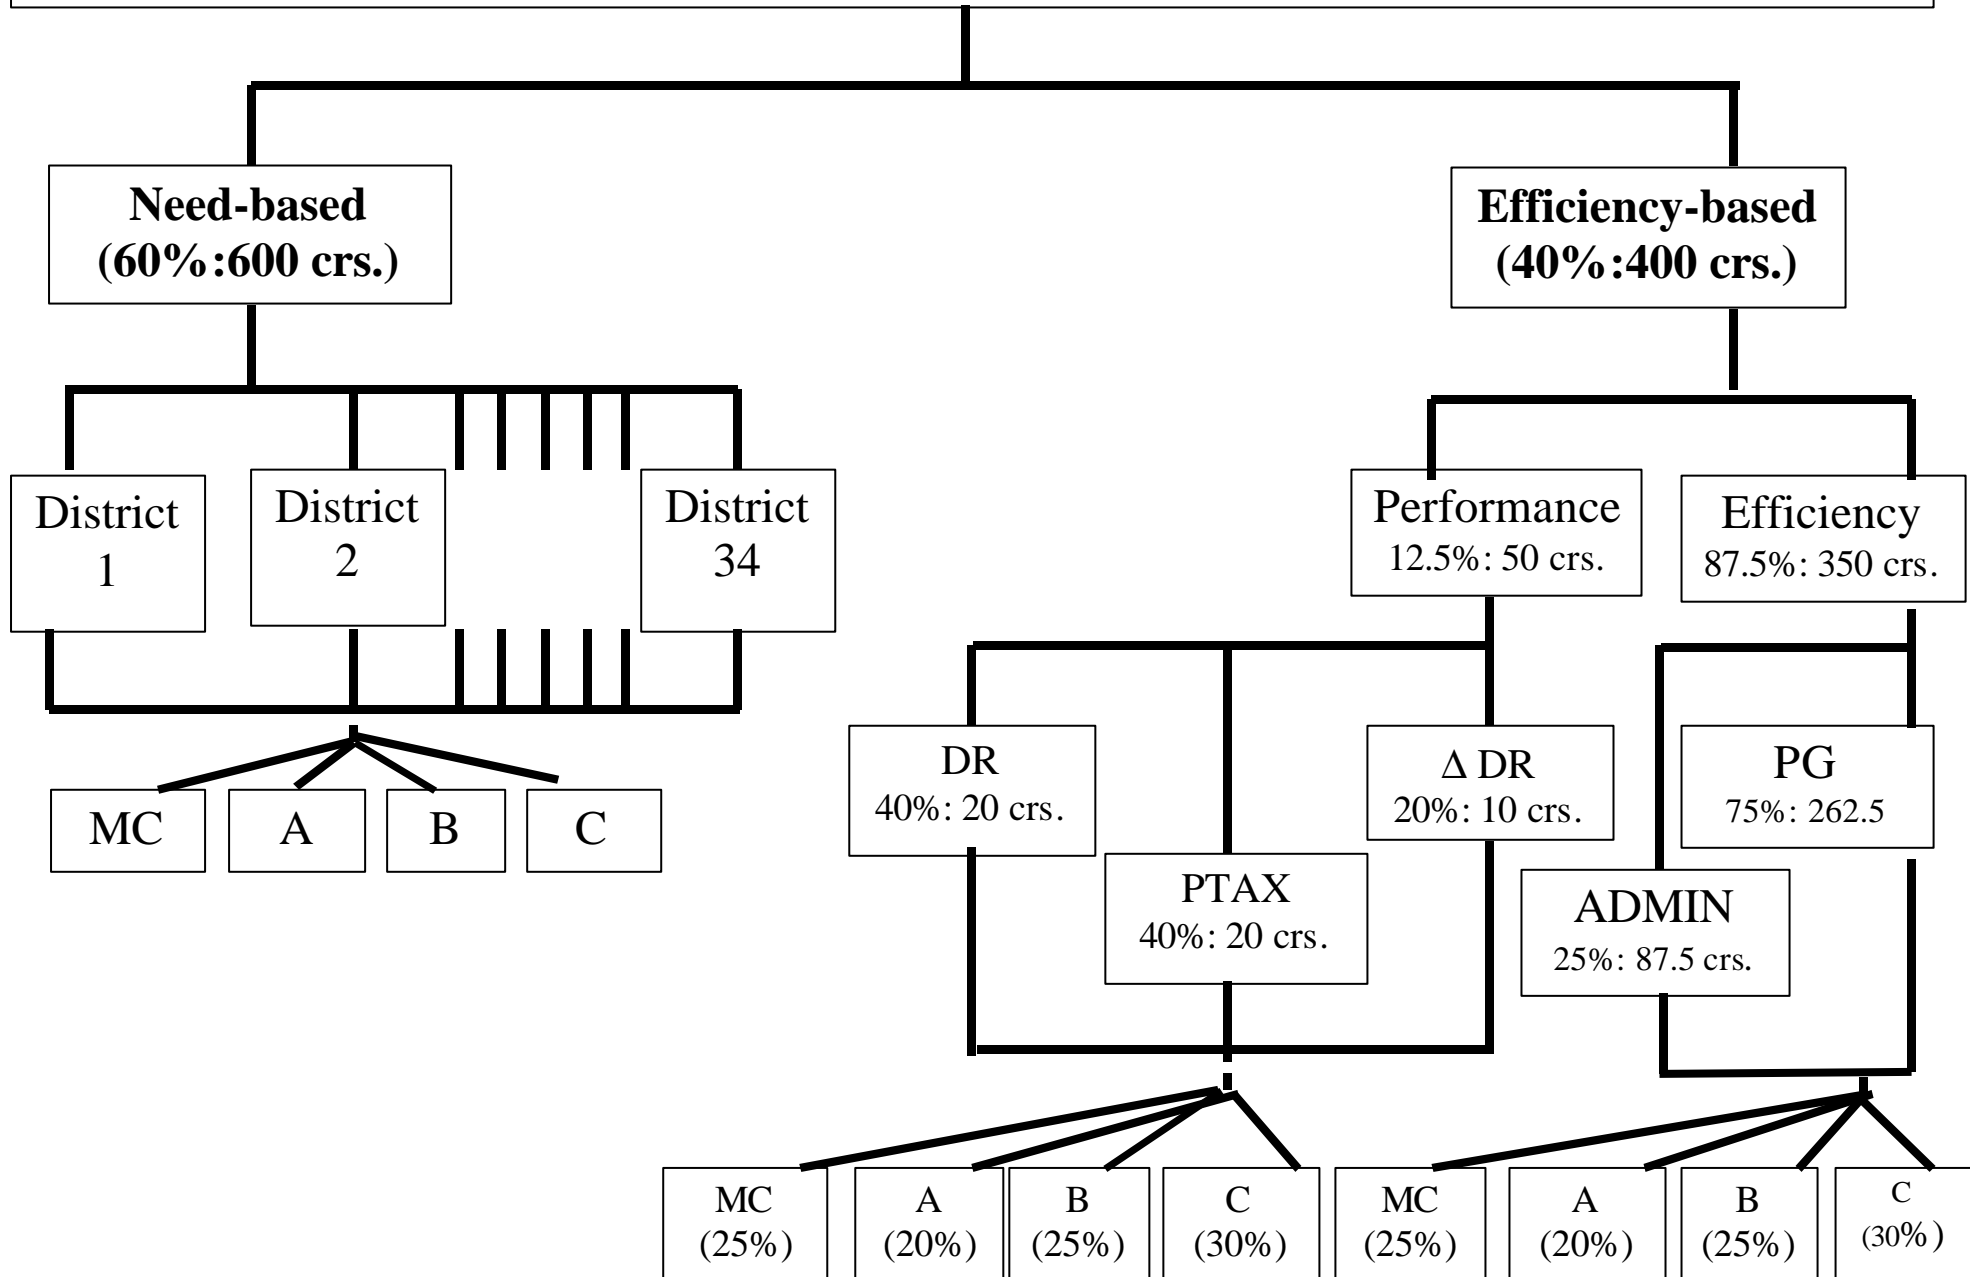 Need-based
(60%:600 crs.)
Efficiency-based
(40%:400 crs.)
District
1
District
2
District
34
Performance
12.5%: 50 crs.
Efficiency
87.5%: 350 crs.
DR
40%: 20 crs.
Δ DR
20%: 10 crs.
PG
75%: 262.5
MC
A
B
C
PTAX
40%: 20 crs.
ADMIN
25%: 87.5 crs.
MC
(25%)
A
(20%)
B
(25%)
C
(30%)
MC
(25%)
A
(20%)
B
(25%)
C
(30%)